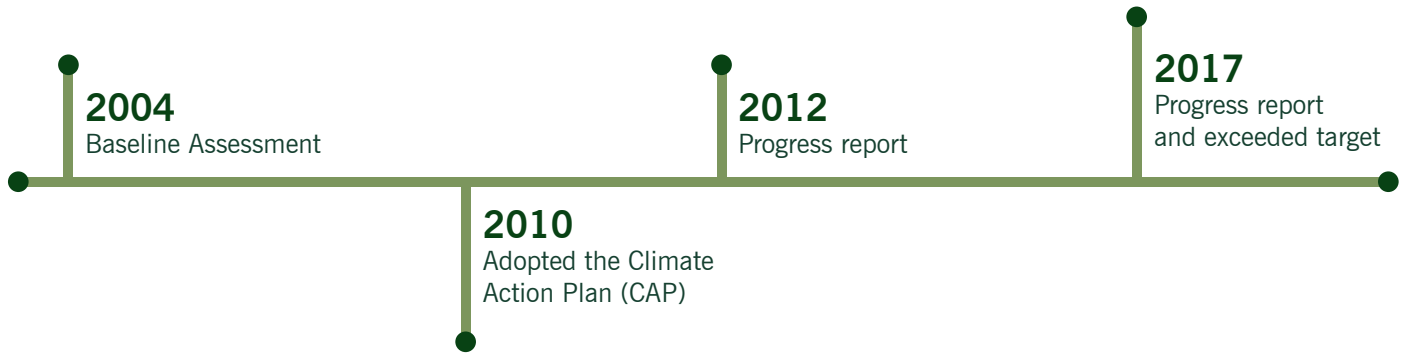 2004
Baseline Assessment
2010
Adopted the Climate
Action Plan (CAP)
2012
Progress report
2017
Progress report
and exceeded target